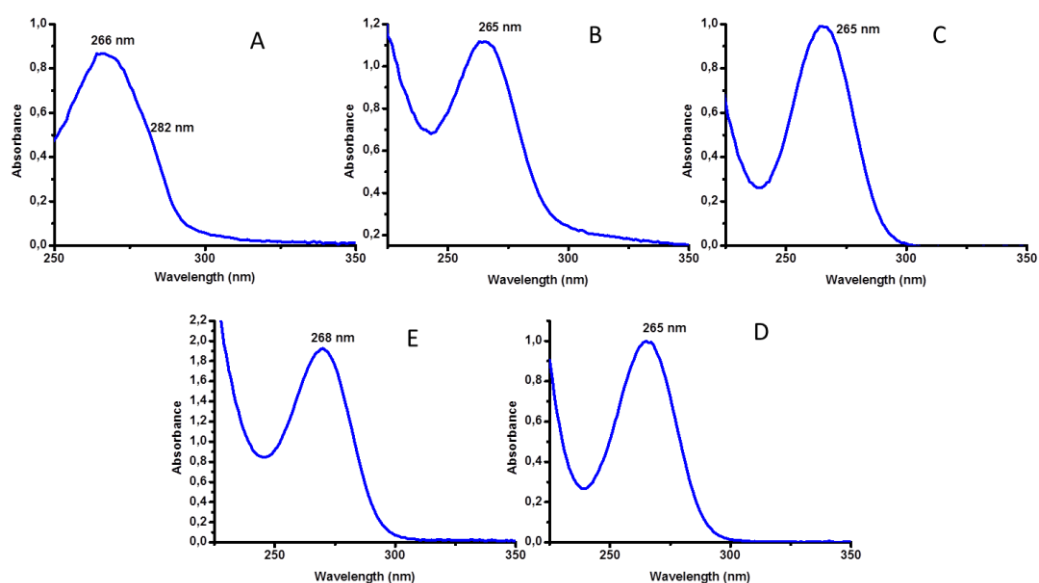 A
266 nm
282 nm
Absorbance
1,0
0,8
0,6
0,4
0,2
0,0
250
300
350
Wavelength (nm)
B
265 nm
Absorbance
1,2
1,0
0,8
0,6
0,4
0,2
250
300
350
Wavelength (nm)
C
265 nm
Absorbance
1,0
0,8
0,6
0,4
0,2
0,0
250
300
350
Wavelength (nm)
E
268 nm
Absorbance
2,2
2,0
1,8
1,6
1,4
1,2
1,0
0,8
0,6
0,4
0,2
0,0
250
300
350
Wavelength (nm)
D
265 nm
Absorbance
1,0
0,8
0,6
0,4
0,2
0,0
250
300
350
Wavelength (nm)